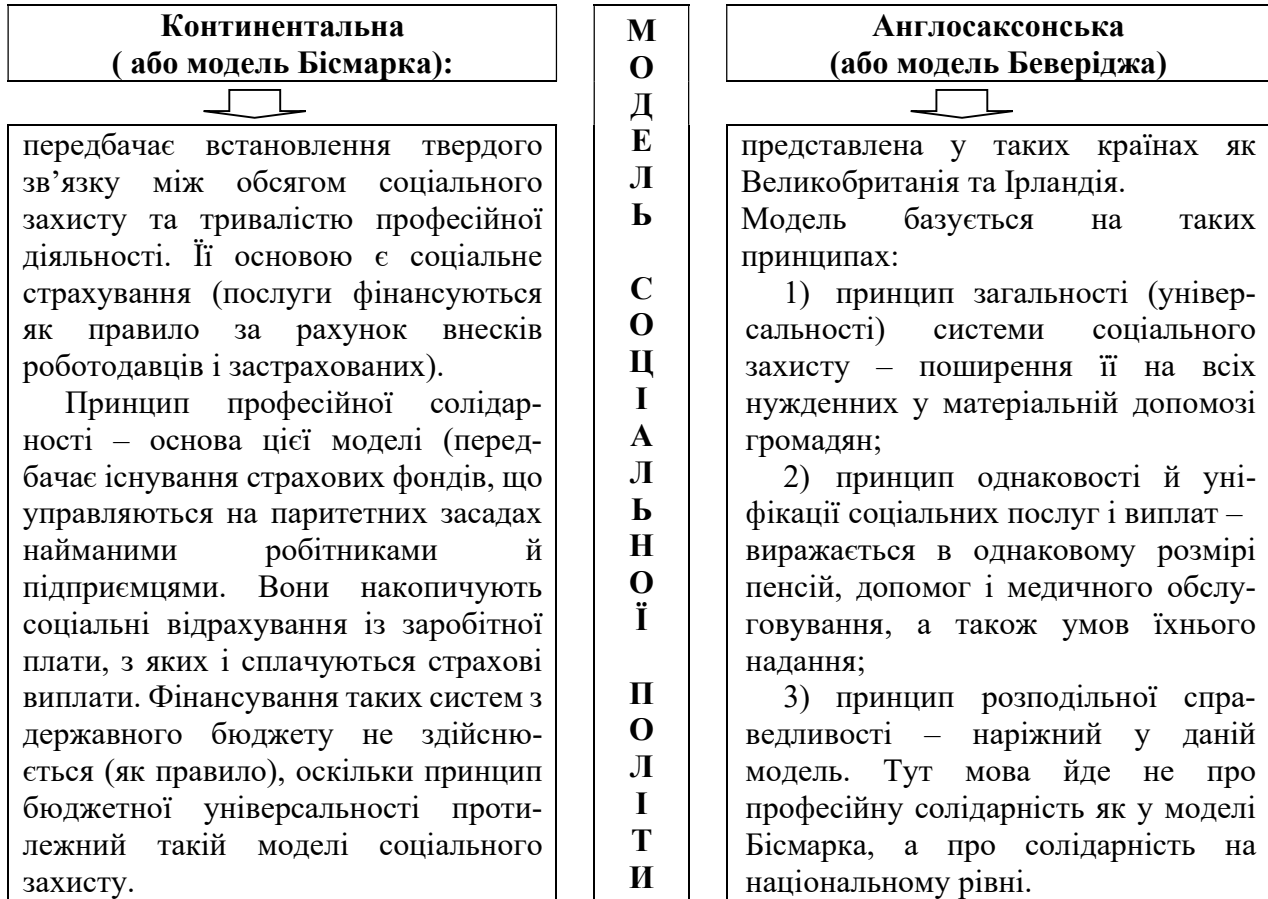 Континентальна
( або модель Бісмарка):
передбачає встановлення твердого
зв’язку між обсягом соціального
захисту та тривалістю професійної
діяльності. Її основою є соціальне
страхування (послуги фінансуються
як правило за рахунок внесків
роботодавців і застрахованих).
Принцип професійної солідар-
ності – основа цієї моделі (перед-
бачає існування страхових фондів, що
управляються на паритетних засадах
найманими робітниками й
підприємцями. Вони накопичують
соціальні відрахування із заробітної
плати, з яких і сплачуються страхові
виплати. Фінансування таких систем з
державного бюджету не здійсню-
ється (як правило), оскільки принцип
бюджетної універсальності проти-
лежний такій моделі соціального
захисту.
М
О
Д
Е
Л
Ь
С
О
Ц
І
А
Л
Ь
Н
О
Ї
П
О
Л
І
Т
И
Англосаксонська
(або модель Беверіджа)
представлена у таких країнах як
Великобританія та Ірландія.
Модель базується на таких
принципах:
1) принцип загальності (універ-
сальності) системи соціального
захисту – поширення її на всіх
нужденних у матеріальній допомозі
громадян;
2) принцип однаковості й уні-
фікації соціальних послуг і виплат –
виражається в однаковому розмірі
пенсій, допомог і медичного обслу-
говування, а також умов їхнього
надання;
3) принцип розподільної спра-
ведливості – наріжний у даній
модель. Тут мова йде не про
професійну солідарність як у моделі
Бісмарка, а про солідарність на
національному рівні.